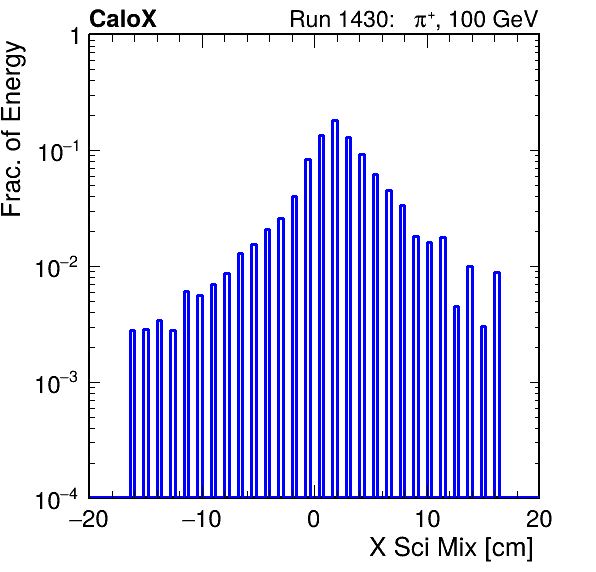 CaloX Run 1430: π⁺, 100 GeV
Frac. of Energy
1
10⁻¹
10⁻²
10⁻³
10⁻⁴
−20 −10 0 10 20
X Sci Mix [cm]